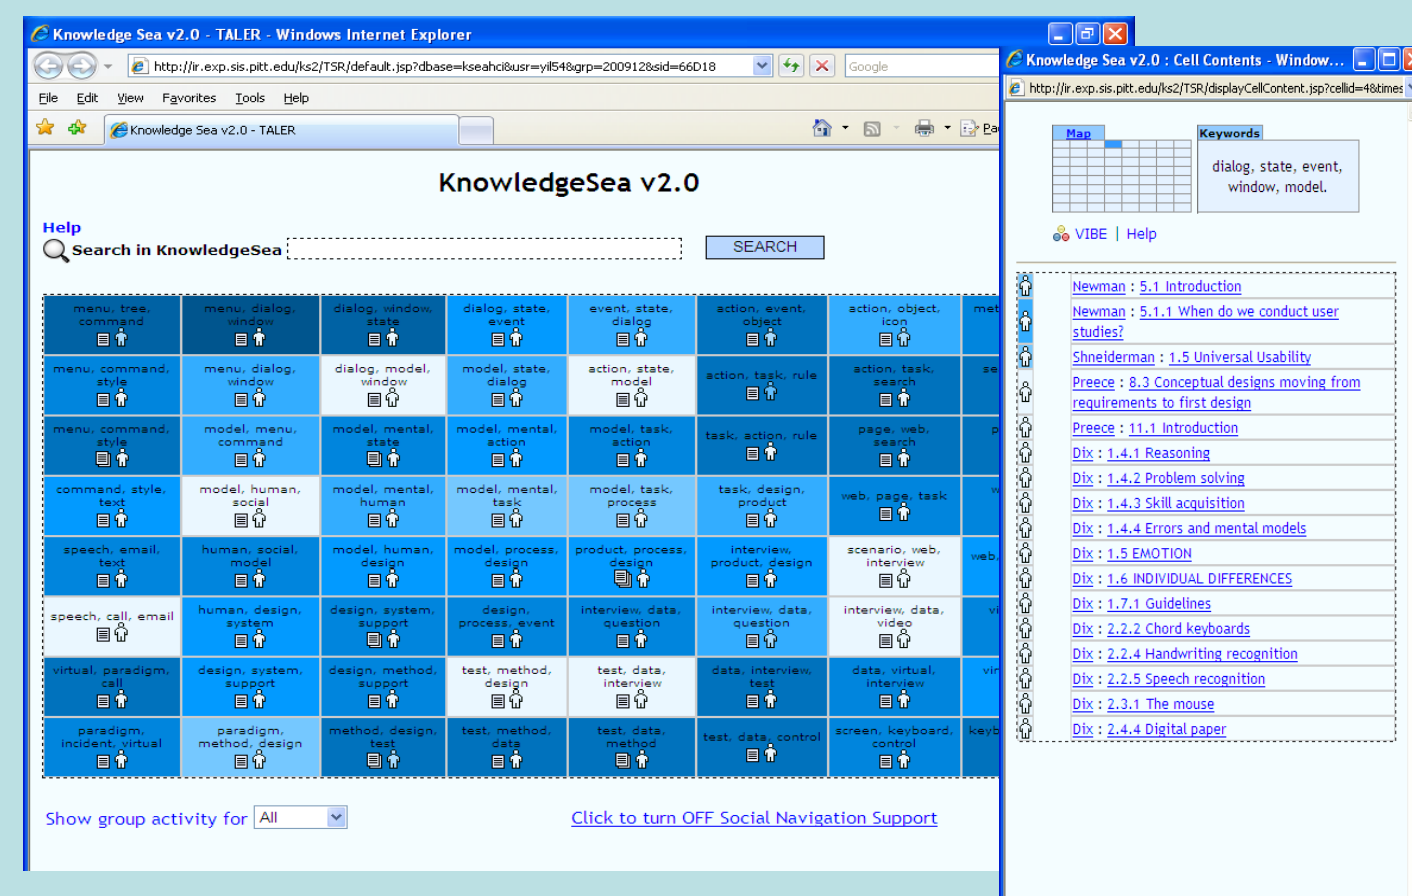 Knowledge Sea v2.0 - TALER - Windows Internet Explorer
http://ir.exp.sis.pitt.edu/ks2/TSR/default.jsp?dbase=kseahci&usr=yil54&grp=200912&sid=66D18
Google
File Edit View Favorites Tools Help
Knowledge Sea v2.0 - TALER
KnowledgeSea v2.0
Help
Search in KnowledgeSea
SEARCH
menu, tree, command
menu, dialog, window
dialog, window, state
dialog, state, event
event, state, dialog
action, event, object
action, object, icon
menu, command, style
menu, dialog, window
dialog, model, window
model, state, dialog
action, state, model
action, task, rule
action, task, search
menu, command, style
model, menu, command
model, mental, state
model, mental, action
model, task, action
task, action, rule
page, web, search
command, style, text
model, human, social
model, mental, human
model, mental, task
model, task, process
task, design, product
web, page, task
speech, email, text
human, social, model
model, human, design
model, process, design
product, process, design
interview, product, design
scenario, web, interview
web,
speech, call, email
human, design, system
design, system, support
design, process, event
interview, data, question
interview, data, question
interview, data, video
virtual, paradigm, call
design, system, support
design, method, support
test, method, design
test, data, interview
data, interview, test
data, virtual, interview
paradigm, incident, virtual
paradigm, method, design
method, design, test
test, method, data
test, data, method
test, data, control
screen, keyboard, control
Show group activity for All
Click to turn OFF Social Navigation Support
Knowledge Sea v2.0 : Cell Contents - Window...
http://ir.exp.sis.pitt.edu/ks2/TSR/displayCellContent.jsp?cellid=4&times
Map
Keywords
dialog, state, event,
window, model.
VIBE | Help
Newman : 5.1 Introduction
Newman : 5.1.1 When do we conduct user
studies?
Shneiderman : 1.5 Universal Usability
Preece : 8.3 Conceptual designs moving from
requirements to first design
Preece : 11.1 Introduction
Dix : 1.4.1 Reasoning
Dix : 1.4.2 Problem solving
Dix : 1.4.3 Skill acquisition
Dix : 1.4.4 Errors and mental models
Dix : 1.5 EMOTION
Dix : 1.6 INDIVIDUAL DIFFERENCES
Dix : 1.7.1 Guidelines
Dix : 2.2.2 Chord keyboards
Dix : 2.2.4 Handwriting recognition
Dix : 2.2.5 Speech recognition
Dix : 2.3.1 The mouse
Dix : 2.4.4 Digital paper